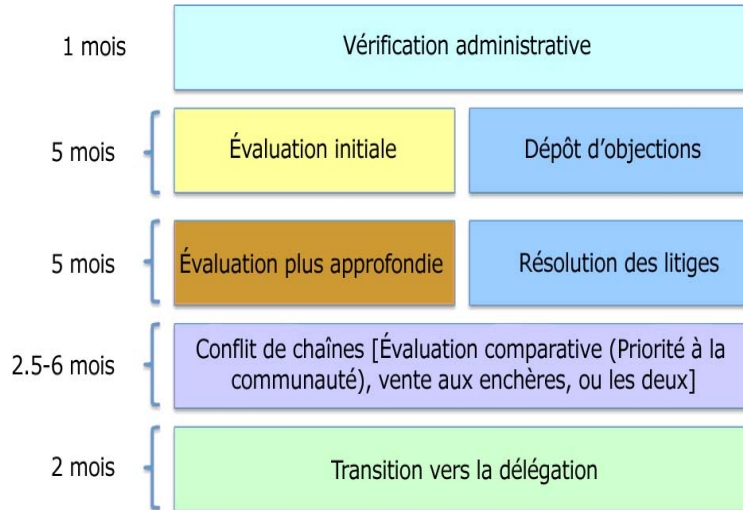 1 mois
Vérification administrative
5 mois
Évaluation initiale
Dépôt d'objections
5 mois
Évaluation plus approfondie
Résolution des litiges
2.5-6 mois
Conflit de chaînes [Évaluation comparative (Priorité à la
communauté), vente aux enchères, ou les deux]
2 mois
Transition vers la délégation